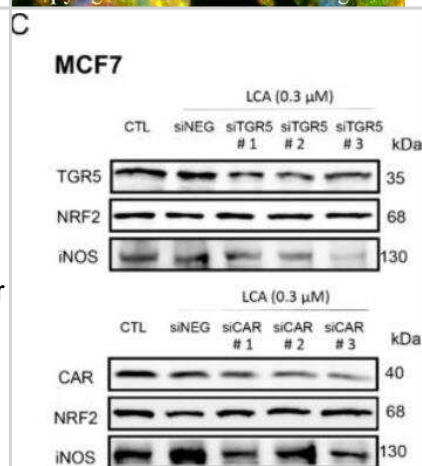 C
MCF7
LCA (0.3 µM)
CTL siNEG siTGR5 siTGR5 siTGR5
# 1 # 2 # 3 kDa
TGR5 35
NRF2 68
iNOS 130
LCA (0.3 µM)
CTL siNEG siCAR siCAR siCAR
# 1 # 2 # 3 kDa
CAR 40
NRF2 68
iNOS 130